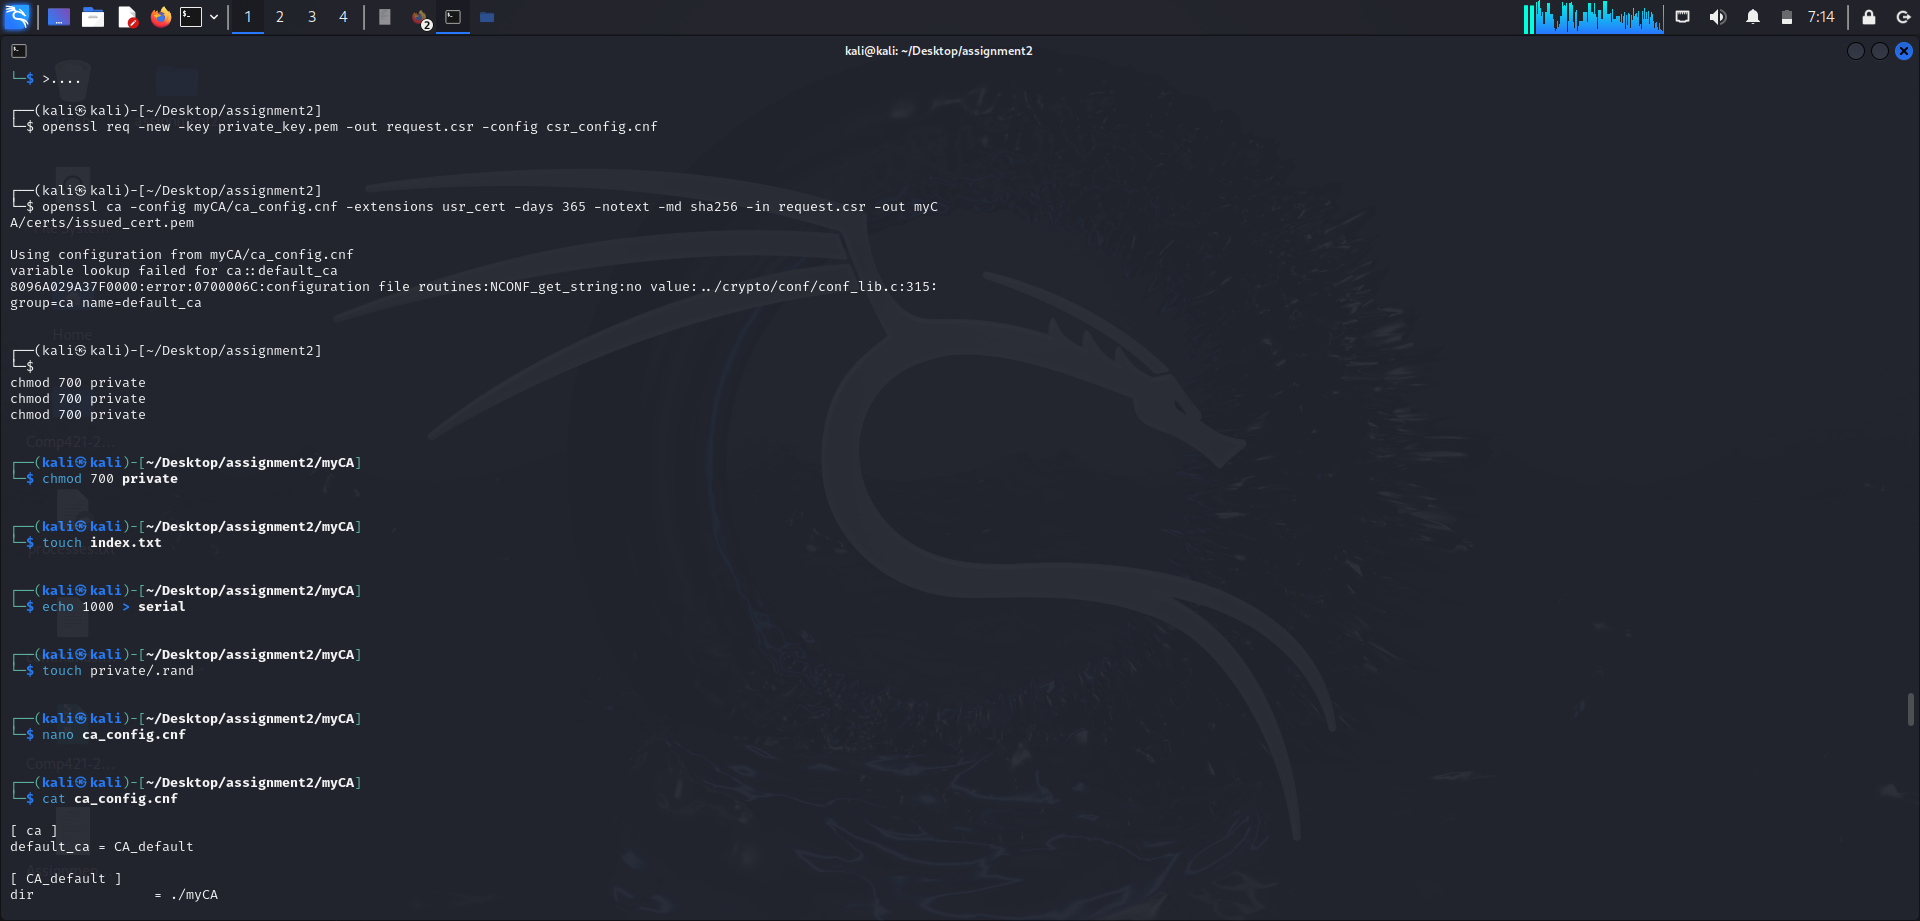 1 2 3 4 2 7:14
kali@kali: ~/Desktop/assignment2
└─$ >....
┌──(kali㉿kali)-[~/Desktop/assignment2]
└─$ openssl req -new -key private_key.pem -out request.csr -config csr_config.cnf
┌──(kali㉿kali)-[~/Desktop/assignment2]
└─$ openssl ca -config myCA/ca_config.cnf -extensions usr_cert -days 365 -notext -md sha256 -in request.csr -out myC
A/certs/issued_cert.pem
Using configuration from myCA/ca_config.cnf
variable lookup failed for ca::default_ca
8096A029A37F0000:error:0700006C:configuration file routines:NCONF_get_string:no value:../crypto/conf/conf_lib.c:315:
group=ca name=default_ca
Home
┌──(kali㉿kali)-[~/Desktop/assignment2]
└─$
chmod 700 private
chmod 700 private
chmod 700 private
Comp421-2...
┌──(kali㉿kali)-[~/Desktop/assignment2/myCA]
└─$ chmod 700 private
┌──(kali㉿kali)-[~/Desktop/assignment2/myCA]
└─$ touch index.txt
┌──(kali㉿kali)-[~/Desktop/assignment2/myCA]
└─$ echo 1000 > serial
┌──(kali㉿kali)-[~/Desktop/assignment2/myCA]
└─$ touch private/.rand
┌──(kali㉿kali)-[~/Desktop/assignment2/myCA]
└─$ nano ca_config.cnf
Comp421-2...
┌──(kali㉿kali)-[~/Desktop/assignment2/myCA]
└─$ cat ca_config.cnf
[ ca ]
default_ca = CA_default
[ CA_default ]
dir = ./myCA